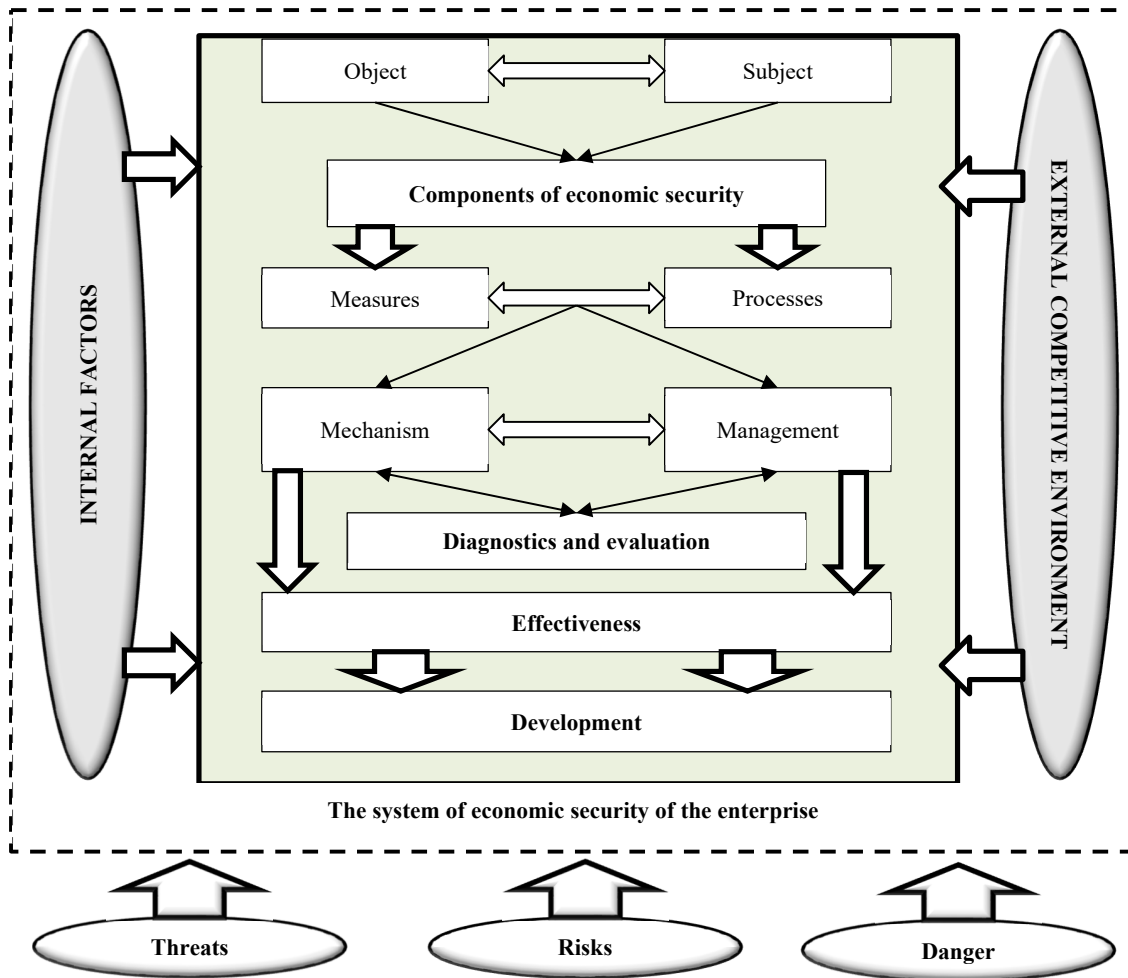 Object
Subject
Components of economic security
Measures
Processes
Mechanism
Management
Diagnostics and evaluation
Effectiveness
Development
INTERNAL FACTORS
EXTERNAL COMPETITIVE ENVIRONMENT
The system of economic security of the enterprise
Threats
Risks
Danger